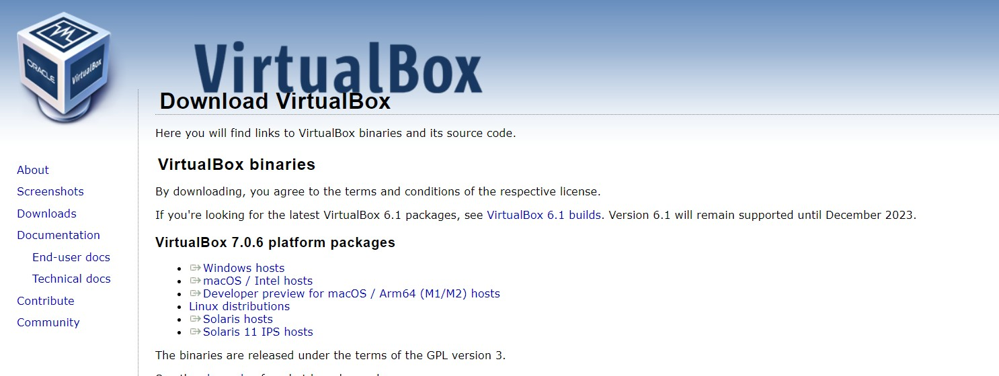 ORACLE
VirtualBox
VirtualBox
Download VirtualBox
Here you will find links to VirtualBox binaries and its source code.
About
Screenshots
Downloads
Documentation
End-user docs
Technical docs
Contribute
Community
VirtualBox binaries
By downloading, you agree to the terms and conditions of the respective license.
If you're looking for the latest VirtualBox 6.1 packages, see VirtualBox 6.1 builds. Version 6.1 will remain supported until December 2023.
VirtualBox 7.0.6 platform packages
Windows hosts
macOS / Intel hosts
Developer preview for macOS / Arm64 (M1/M2) hosts
Linux distributions
Solaris hosts
Solaris 11 IPS hosts
The binaries are released under the terms of the GPL version 3.